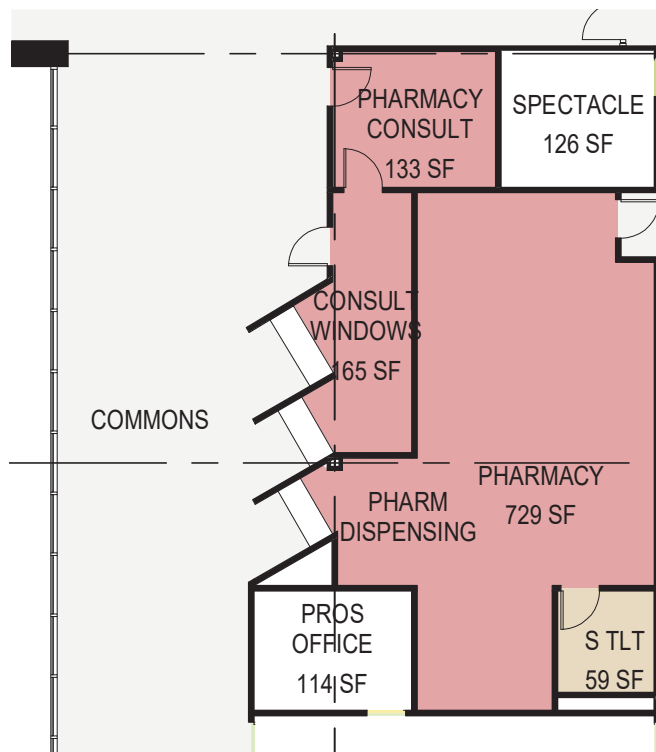 PHARMACY
CONSULT
133 SF
SPECTACLE
126 SF
CONSULT
WINDOWS
165 SF
COMMONS
PHARMACY
729 SF
PHARM
DISPENSING
PROS
OFFICE
114 SF
S TLT
59 SF